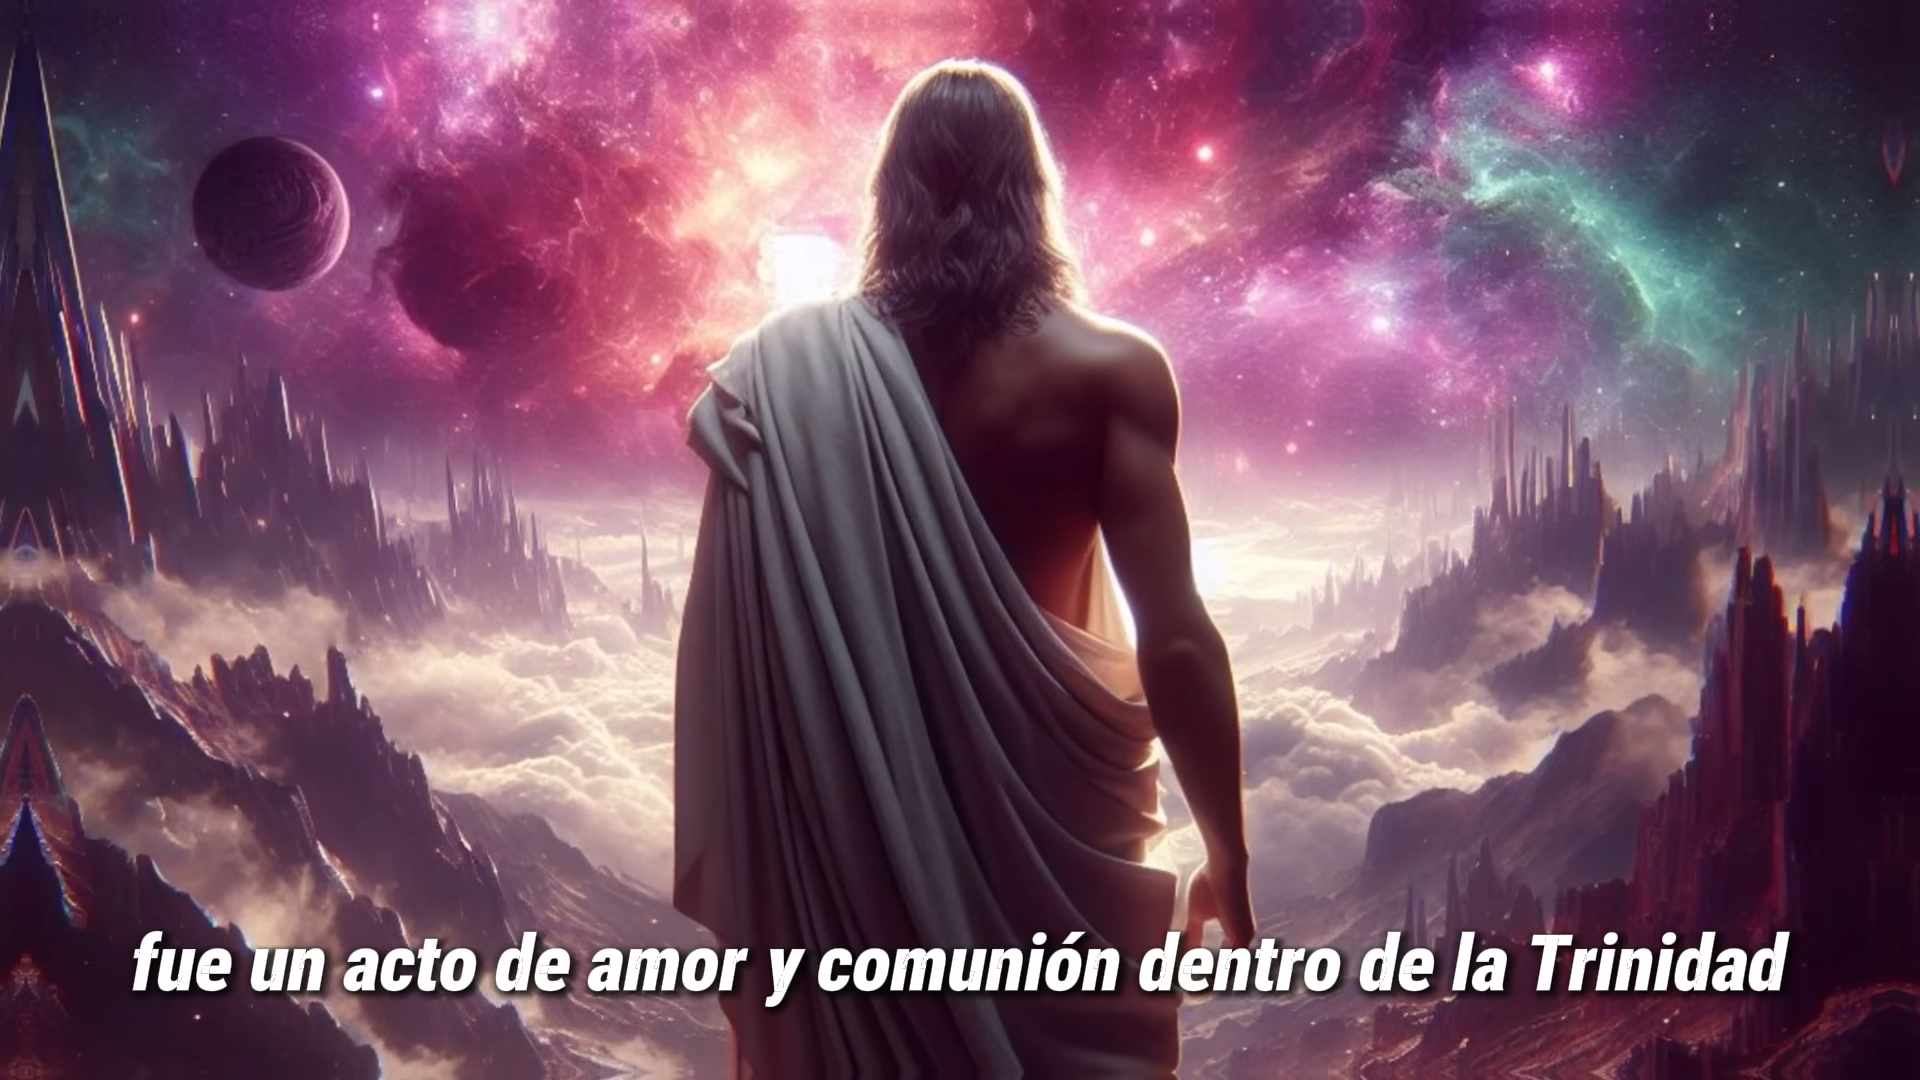 fue un acto de amor y comunión dentro de la Trinidad